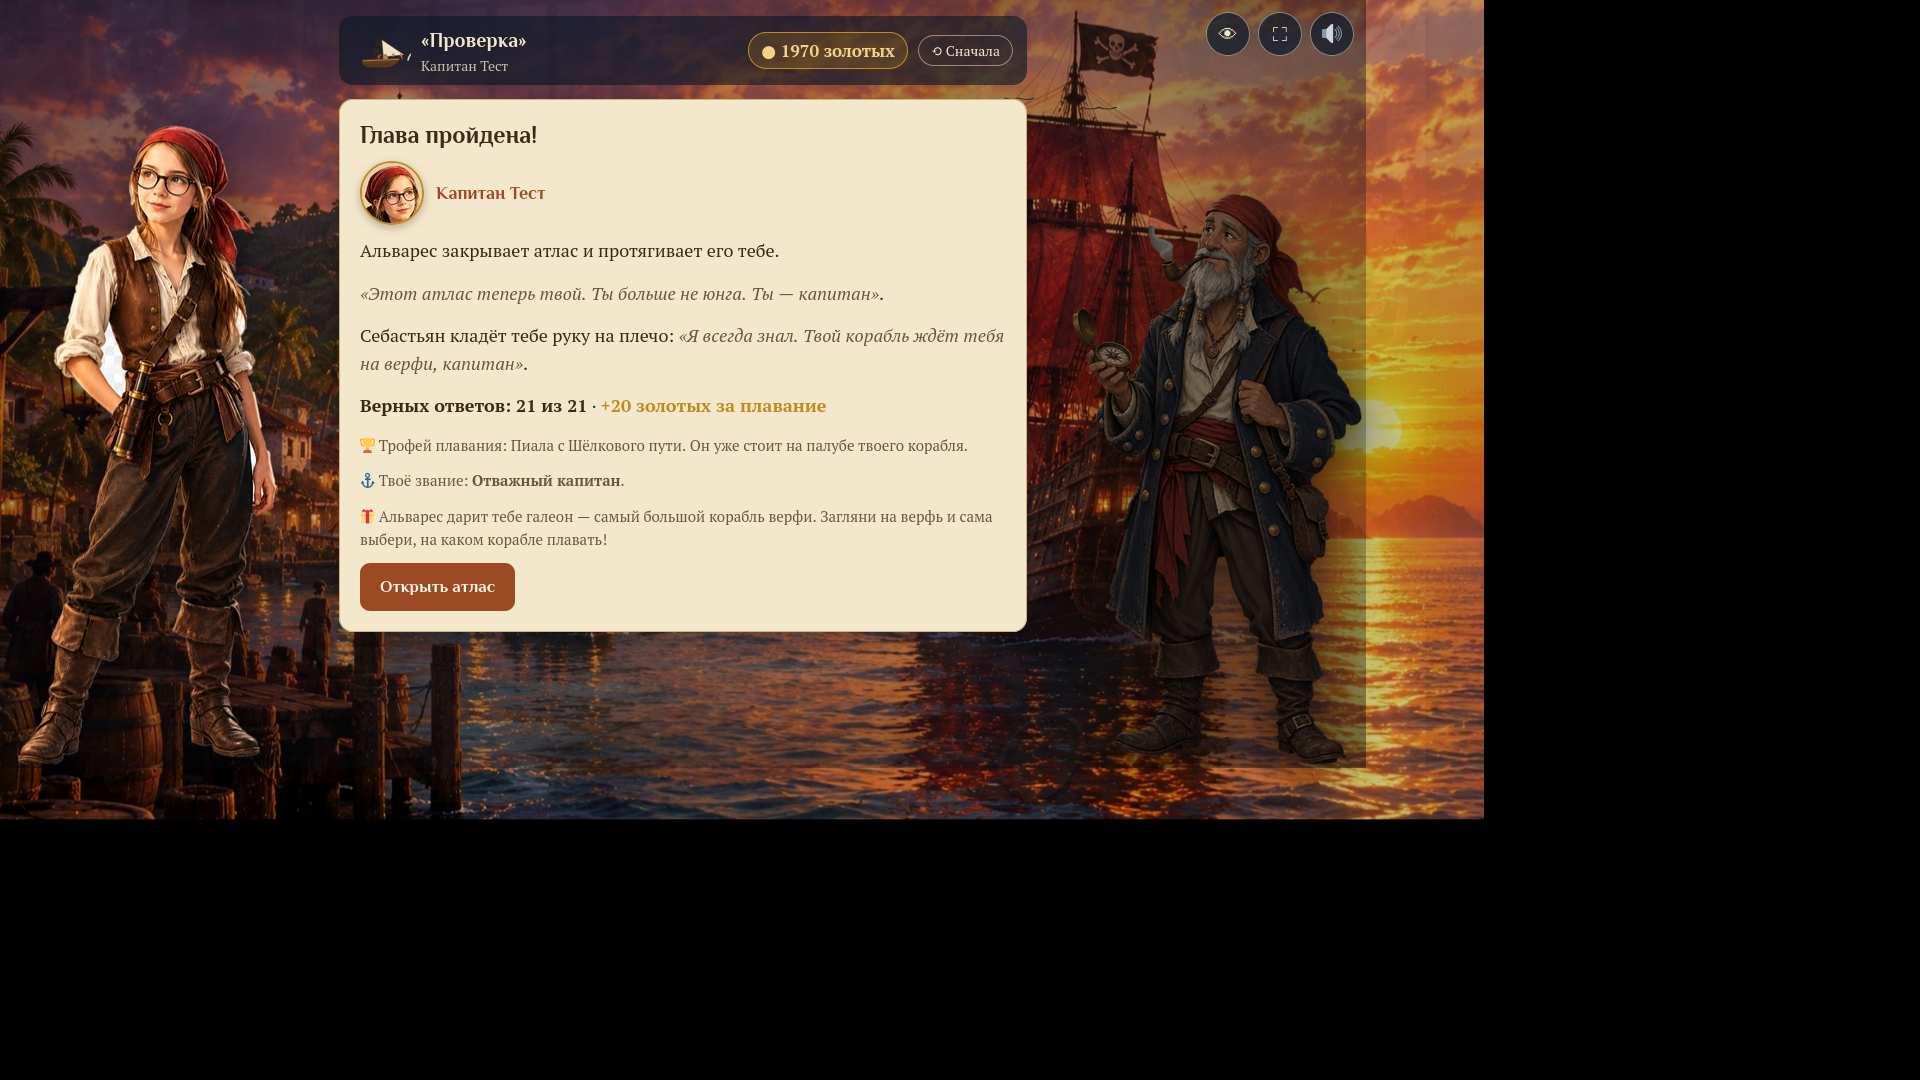 «Проверка»
Капитан Тест
1970 золотых
⟲ Сначала
Глава пройдена!
Капитан Тест
Альварес закрывает атлас и протягивает его тебе.
«Этот атлас теперь твой. Ты больше не юнга. Ты — капитан».
Себастьян кладёт тебе руку на плечо: «Я всегда знал. Твой корабль ждёт тебя
на верфи, капитан».
Верных ответов: 21 из 21 · +20 золотых за плавание
🏆 Трофей плавания: Пиала с Шёлкового пути. Он уже стоит на палубе твоего корабля.
⚓ Твоё звание: Отважный капитан.
🎁 Альварес дарит тебе галеон — самый большой корабль верфи. Загляни на верфь и сама
выбери, на каком корабле плавать!
Открыть атлас